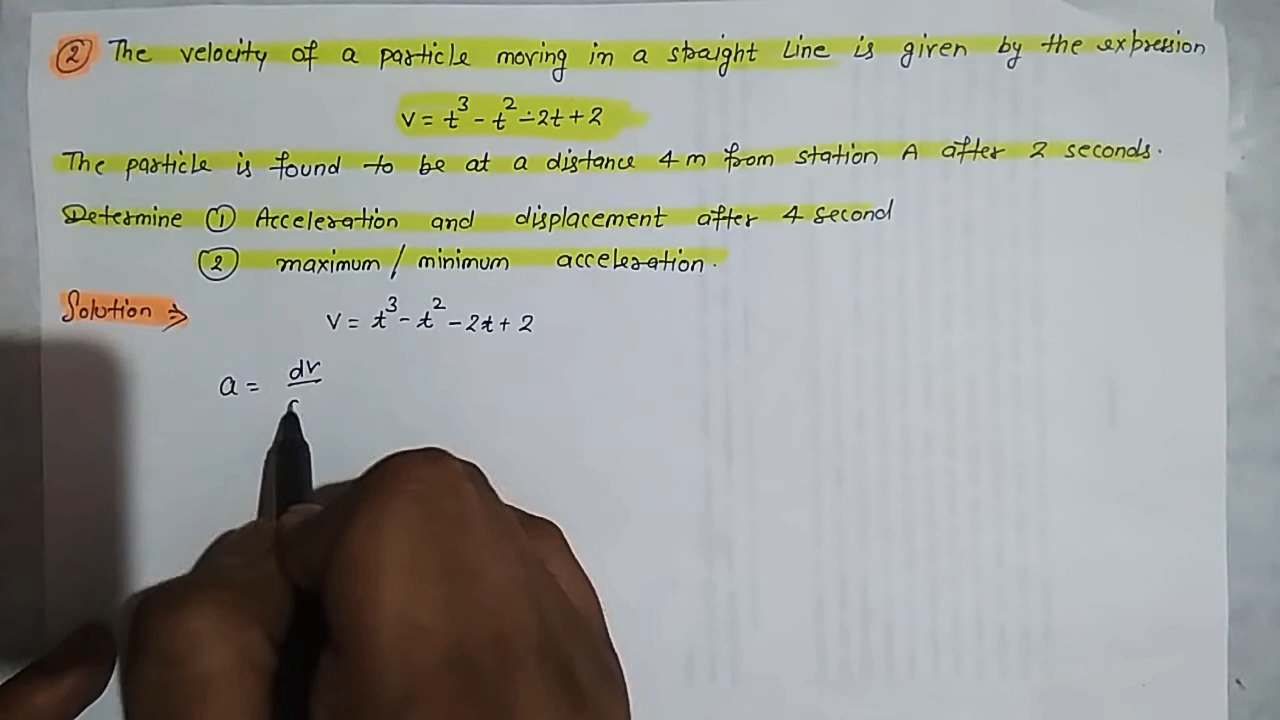 ② The velocity of a particle moving in a straight Line is given by the expression
v = t³ - t² - 2t + 2
The particle is found to be at a distance 4 m from station A after 2 seconds.
Determine ① Acceleration and displacement after 4 second
② maximum / minimum acceleration.
Solution ⇒ v = t³ - t² - 2t + 2
a = dv